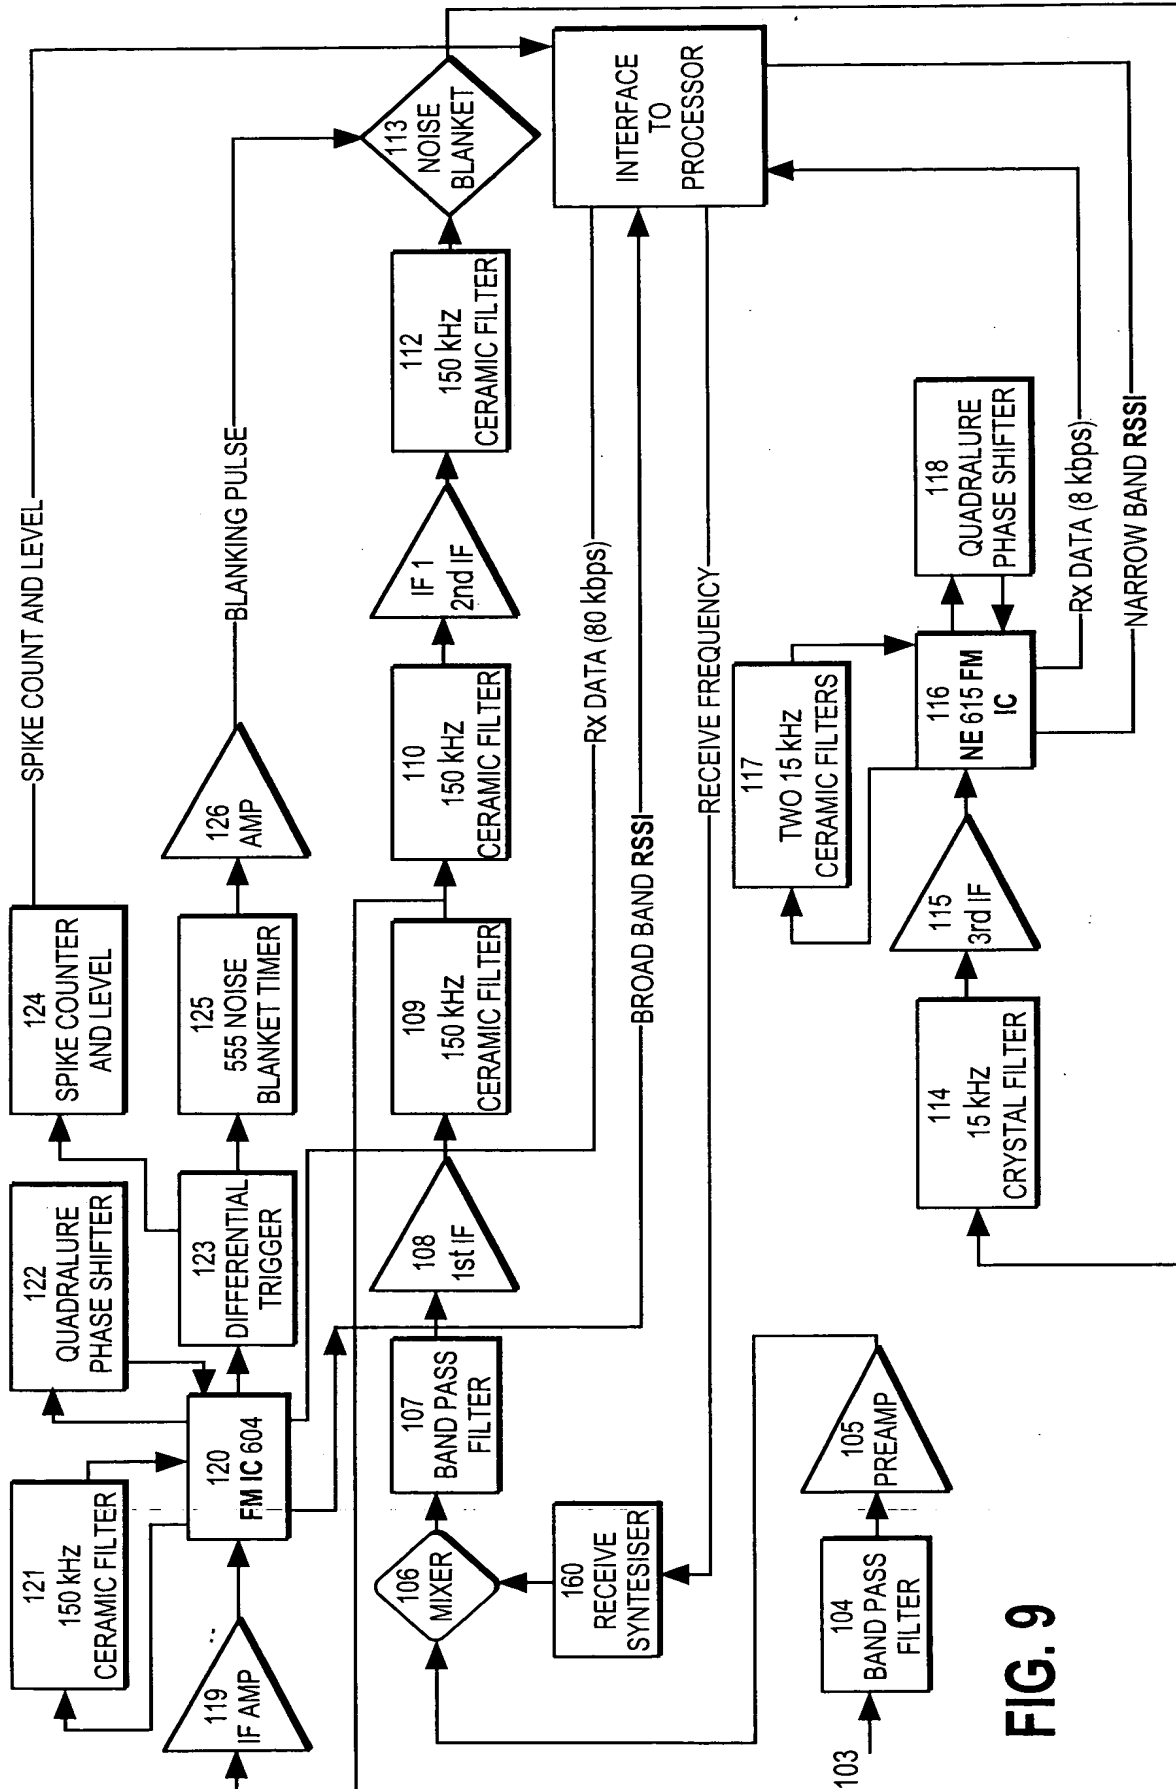 121
150 kHz
CERAMIC FILTER
122
QUADRALURE
PHASE SHIFTER
124
SPIKE COUNTER
AND LEVEL
SPIKE COUNT AND LEVEL
119
IF AMP
120
FM IC 604
123
DIFFERENTIAL
TRIGGER
125
555 NOISE
BLANKET TIMER
126
AMP
BLANKING PULSE
106
MIXER
107
BAND PASS
FILTER
108
1st IF
109
150 kHz
CERAMIC FILTER
110
150 kHz
CERAMIC FILTER
IF 1
2nd IF
112
150 kHz
CERAMIC FILTER
113
NOISE
BLANKET
160
RECEIVE
SYNTESISER
RX DATA (80 kbps)
BROAD BAND RSSI
RECEIVE FREQUENCY
INTERFACE
TO
PROCESSOR
103
104
BAND PASS
FILTER
105
PREAMP
117
TWO 15 kHz
CERAMIC FILTERS
114
15 kHz
CRYSTAL FILTER
115
3rd IF
116
NE 615 FM
IC
118
QUADRALURE
PHASE SHIFTER
RX DATA (8 kbps)
NARROW BAND RSSI
FIG. 9